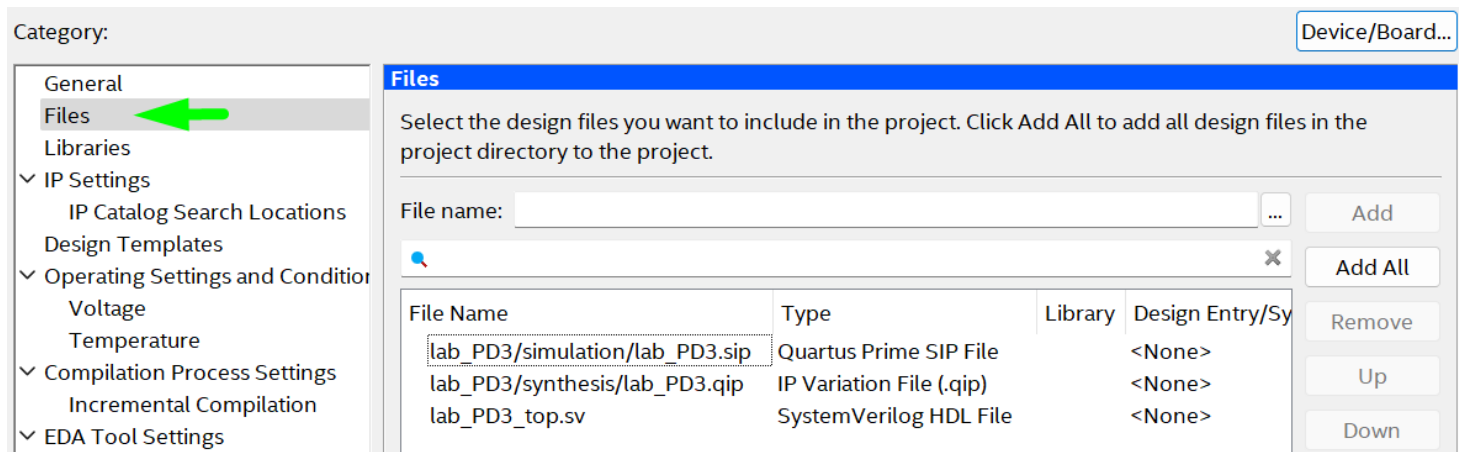 Category:
Device/Board...
General
Files
Libraries
IP Settings
IP Catalog Search Locations
Design Templates
Operating Settings and Condition
Voltage
Temperature
Compilation Process Settings
Incremental Compilation
EDA Tool Settings
Files
Select the design files you want to include in the project. Click Add All to add all design files in the
project directory to the project.
File name:
...
Add
Add All
Remove
Up
Down
File Name Type Library Design Entry/Sy
lab_PD3/simulation/lab_PD3.sip Quartus Prime SIP File <None>
lab_PD3/synthesis/lab_PD3.qip IP Variation File (.qip) <None>
lab_PD3_top.sv SystemVerilog HDL File <None>